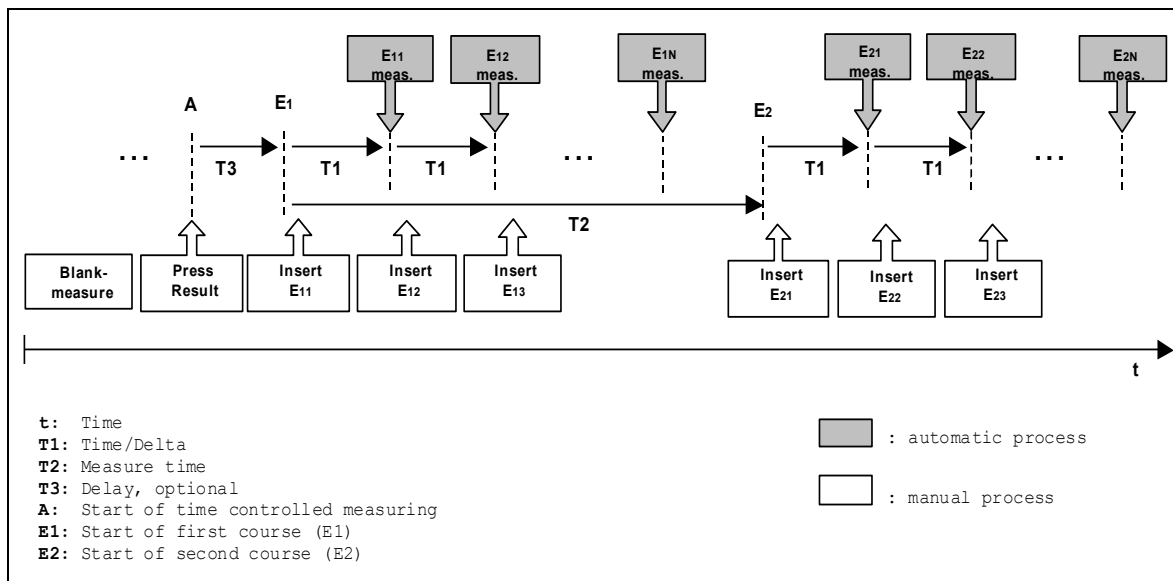 E11 meas.
E12 meas.
E1N meas.
E21 meas.
E22 meas.
E2N meas.
A
E1
E2
...
T3
T1
T1
...
T1
T1
...
T2
Blank-
measure
Press
Result
Insert
E11
Insert
E12
Insert
E13
Insert
E21
Insert
E22
Insert
E23
t
t: Time
T1: Time/Delta
T2: Measure time
T3: Delay, optional
A: Start of time controlled measuring
E1: Start of first course (E1)
E2: Start of second course (E2)
: automatic process
: manual process